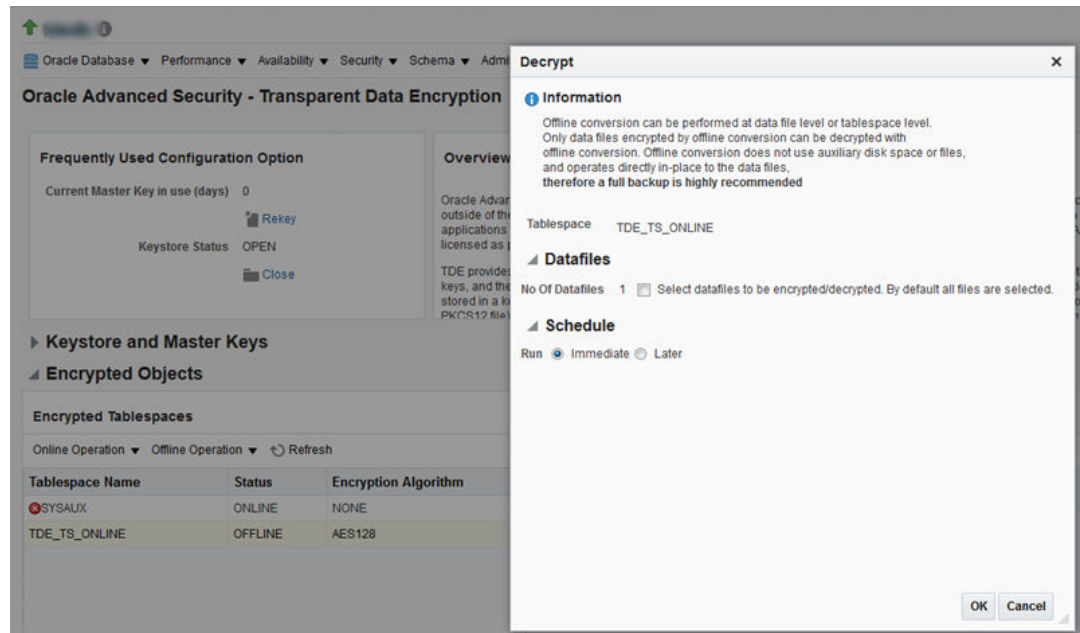 Oracle Database Performance Availability Security Schema Admi
Oracle Advanced Security - Transparent Data Encryption
Frequently Used Configuration Option
Current Master Key in use (days) 0
Rekey
Keystore Status OPEN
Close
Overview
Oracle Advan
outside of the
applications
licensed as p
TDE provides
keys, and the
stored in a k
PKCS12 file)
Keystore and Master Keys
Encrypted Objects
Encrypted Tablespaces
Online Operation Offline Operation Refresh
Tablespace Name Status Encryption Algorithm
SYSAUX ONLINE NONE
TDE_TS_ONLINE OFFLINE AES128
Decrypt
Information
Offline conversion can be performed at data file level or tablespace level.
Only data files encrypted by offline conversion can be decrypted with
offline conversion. Offline conversion does not use auxiliary disk space or files,
and operates directly in-place to the data files,
therefore a full backup is highly recommended
Tablespace TDE_TS_ONLINE
Datafiles
No Of Datafiles 1 Select datafiles to be encrypted/decrypted. By default all files are selected.
Schedule
Run Immediate Later
OK Cancel